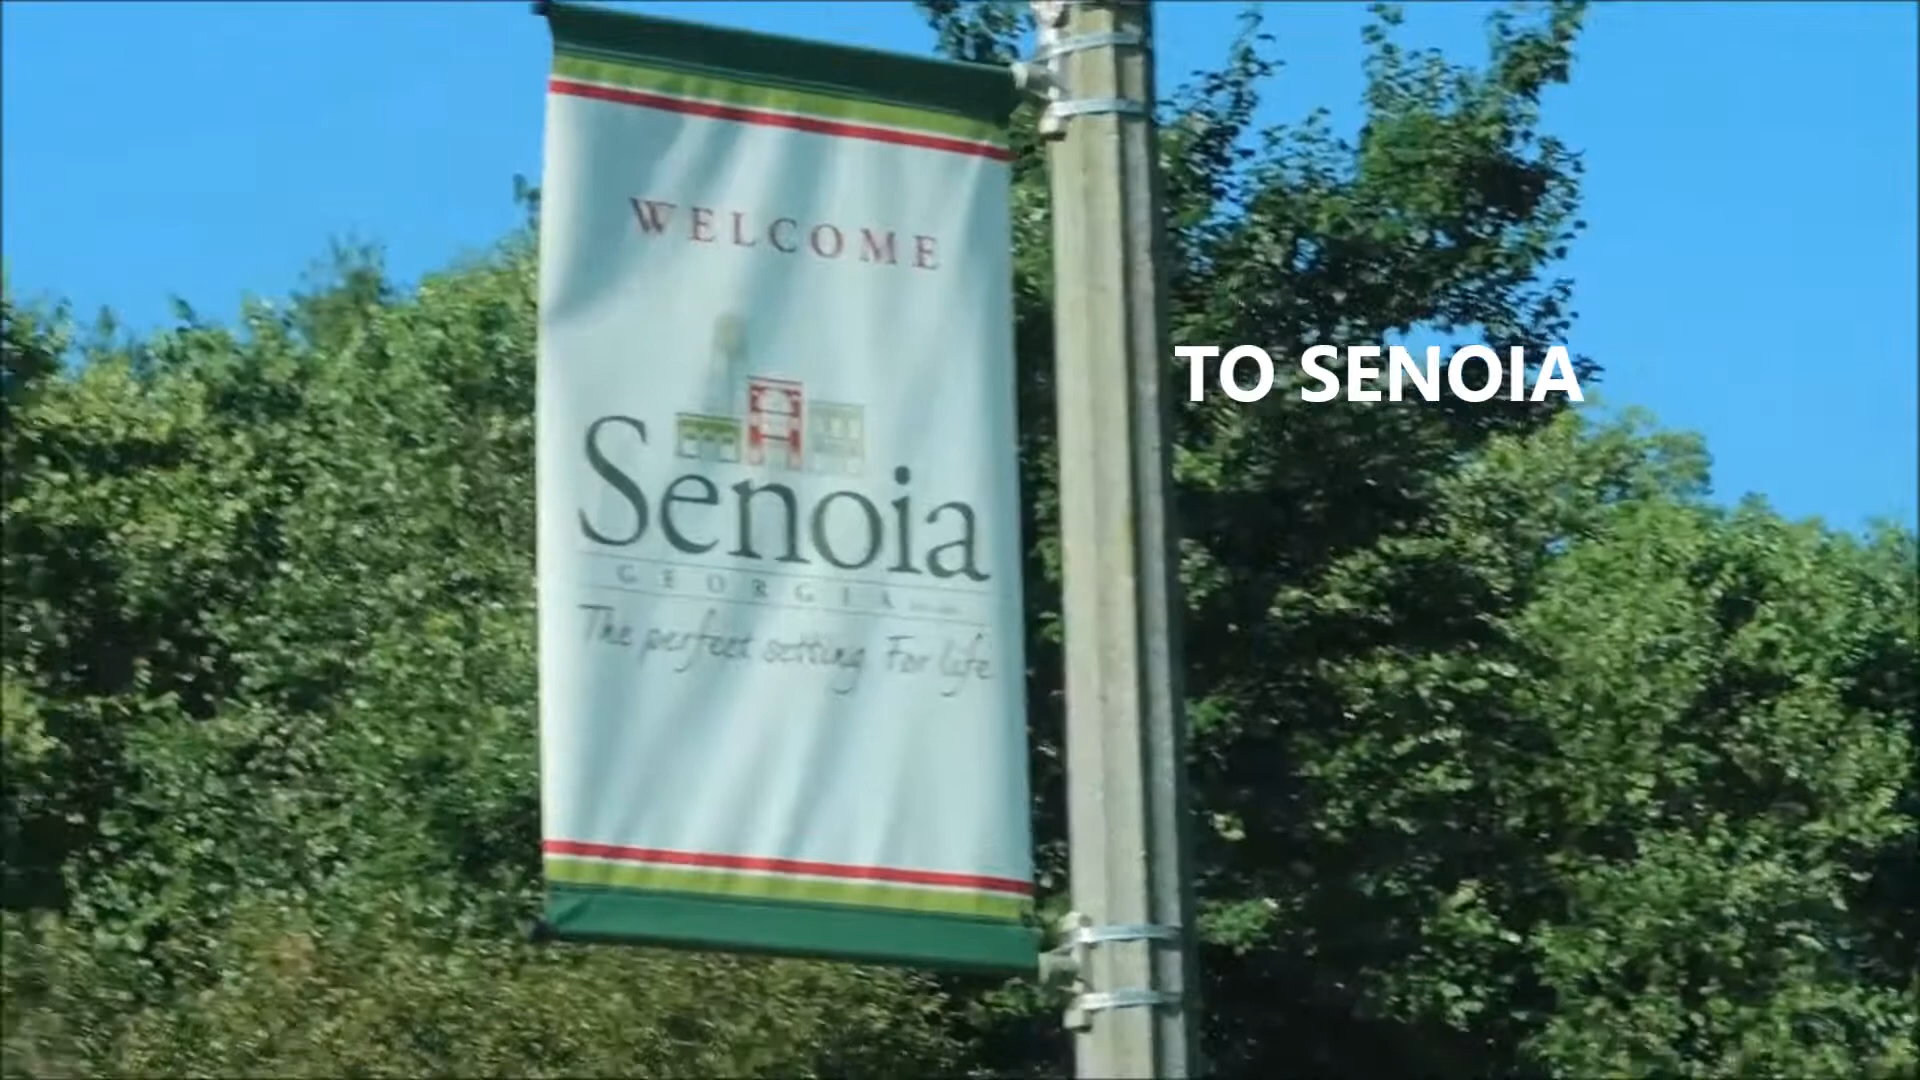 WELCOME
TO SENOIA
Senoia
GEORGIA
The perfect setting. For life